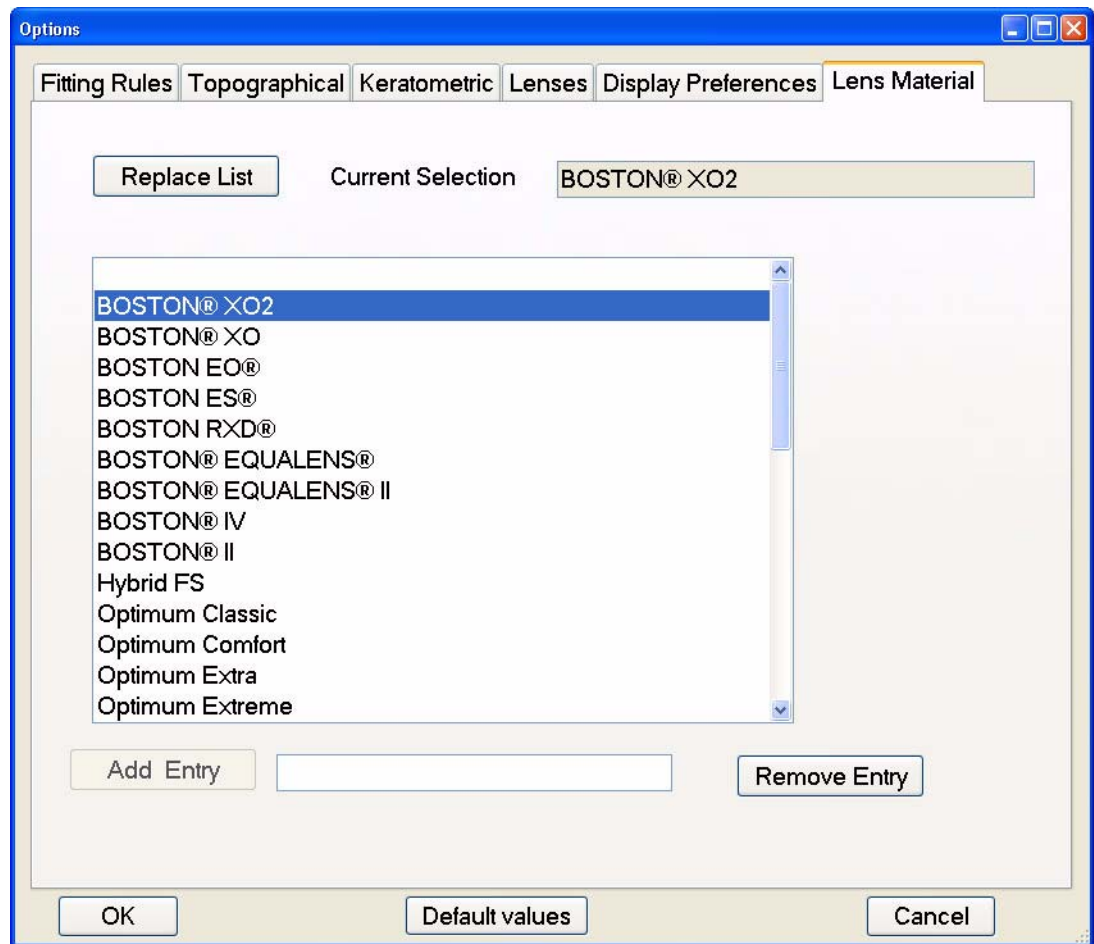 Options
Fitting Rules Topographical Keratometric Lenses Display Preferences Lens Material
Replace List Current Selection BOSTON® XO2
BOSTON® XO2
BOSTON® XO
BOSTON EO®
BOSTON ES®
BOSTON RXD®
BOSTON® EQUALENS®
BOSTON® EQUALENS® II
BOSTON® IV
BOSTON® II
Hybrid FS
Optimum Classic
Optimum Comfort
Optimum Extra
Optimum Extreme
Add Entry Remove Entry
OK Default values Cancel